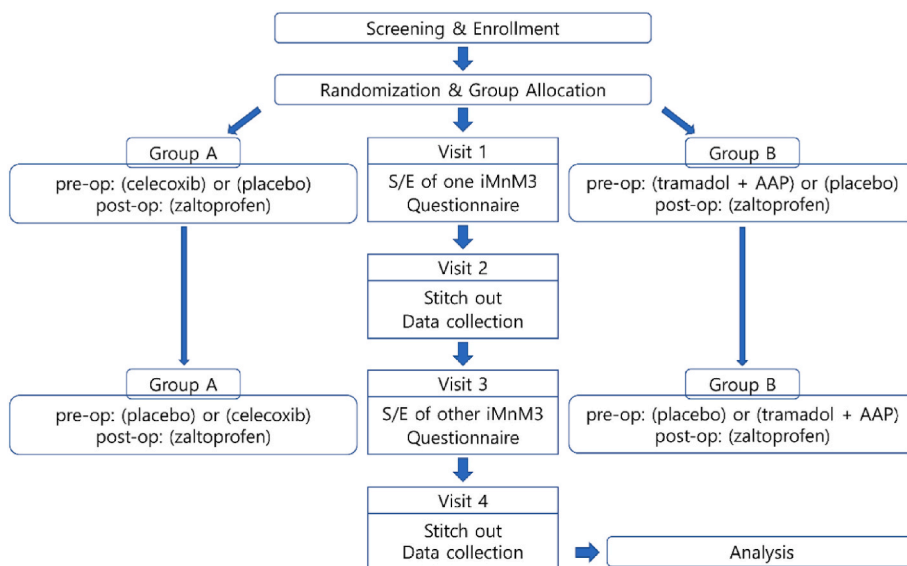 Screening & Enrollment
Randomization & Group Allocation
Group A
pre-op: (celecoxib) or (placebo)
post-op: (zaltoprofen)
Visit 1
S/E of one iMnM3
Questionnaire
Group B
pre-op: (tramadol + AAP) or (placebo)
post-op: (zaltoprofen)
Visit 2
Stitch out
Data collection
Group A
pre-op: (placebo) or (celecoxib)
post-op: (zaltoprofen)
Visit 3
S/E of other iMnM3
Questionnaire
Group B
pre-op: (placebo) or (tramadol + AAP)
post-op: (zaltoprofen)
Visit 4
Stitch out
Data collection
Analysis